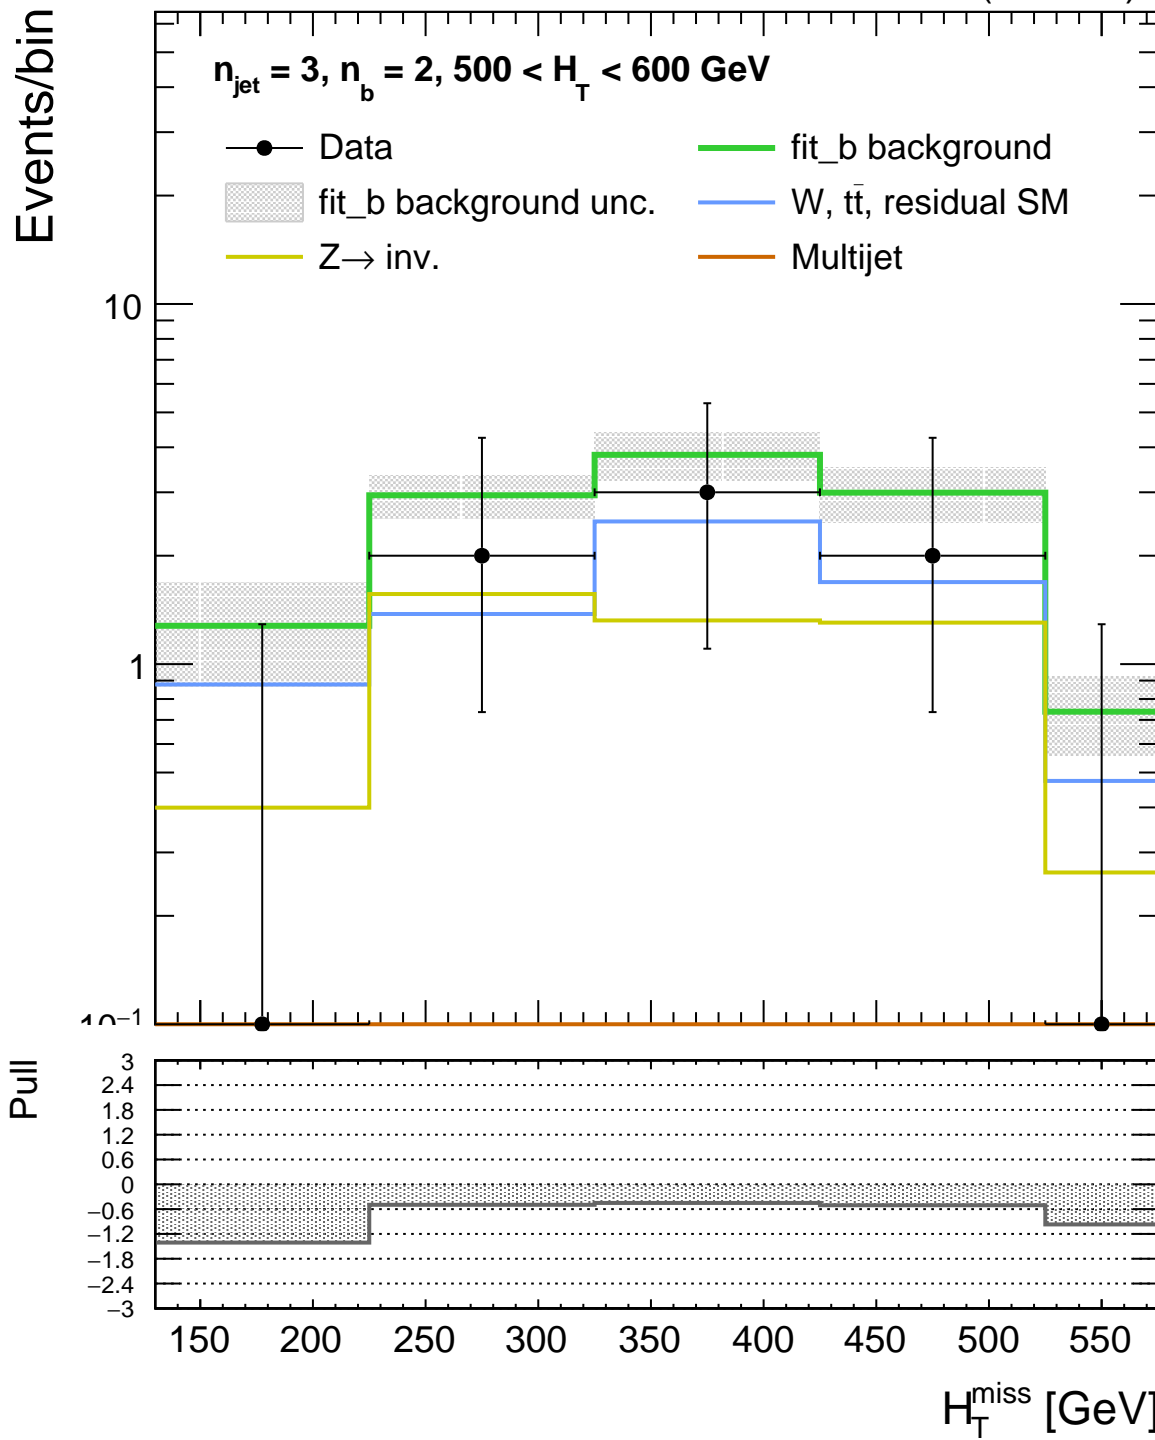 Events/bin
n_jet = 3, n_b = 2, 500 < H_T < 600 GeV
Data
fit_b background
fit_b background unc.
W, tt̄, residual SM
Z→ inv.
Multijet
10
1
10⁻¹
Pull
3
2.4
1.8
1.2
0.6
0
−0.6
−1.2
−1.8
−2.4
−3
150 200 250 300 350 400 450 500 550
H_T^miss [GeV]